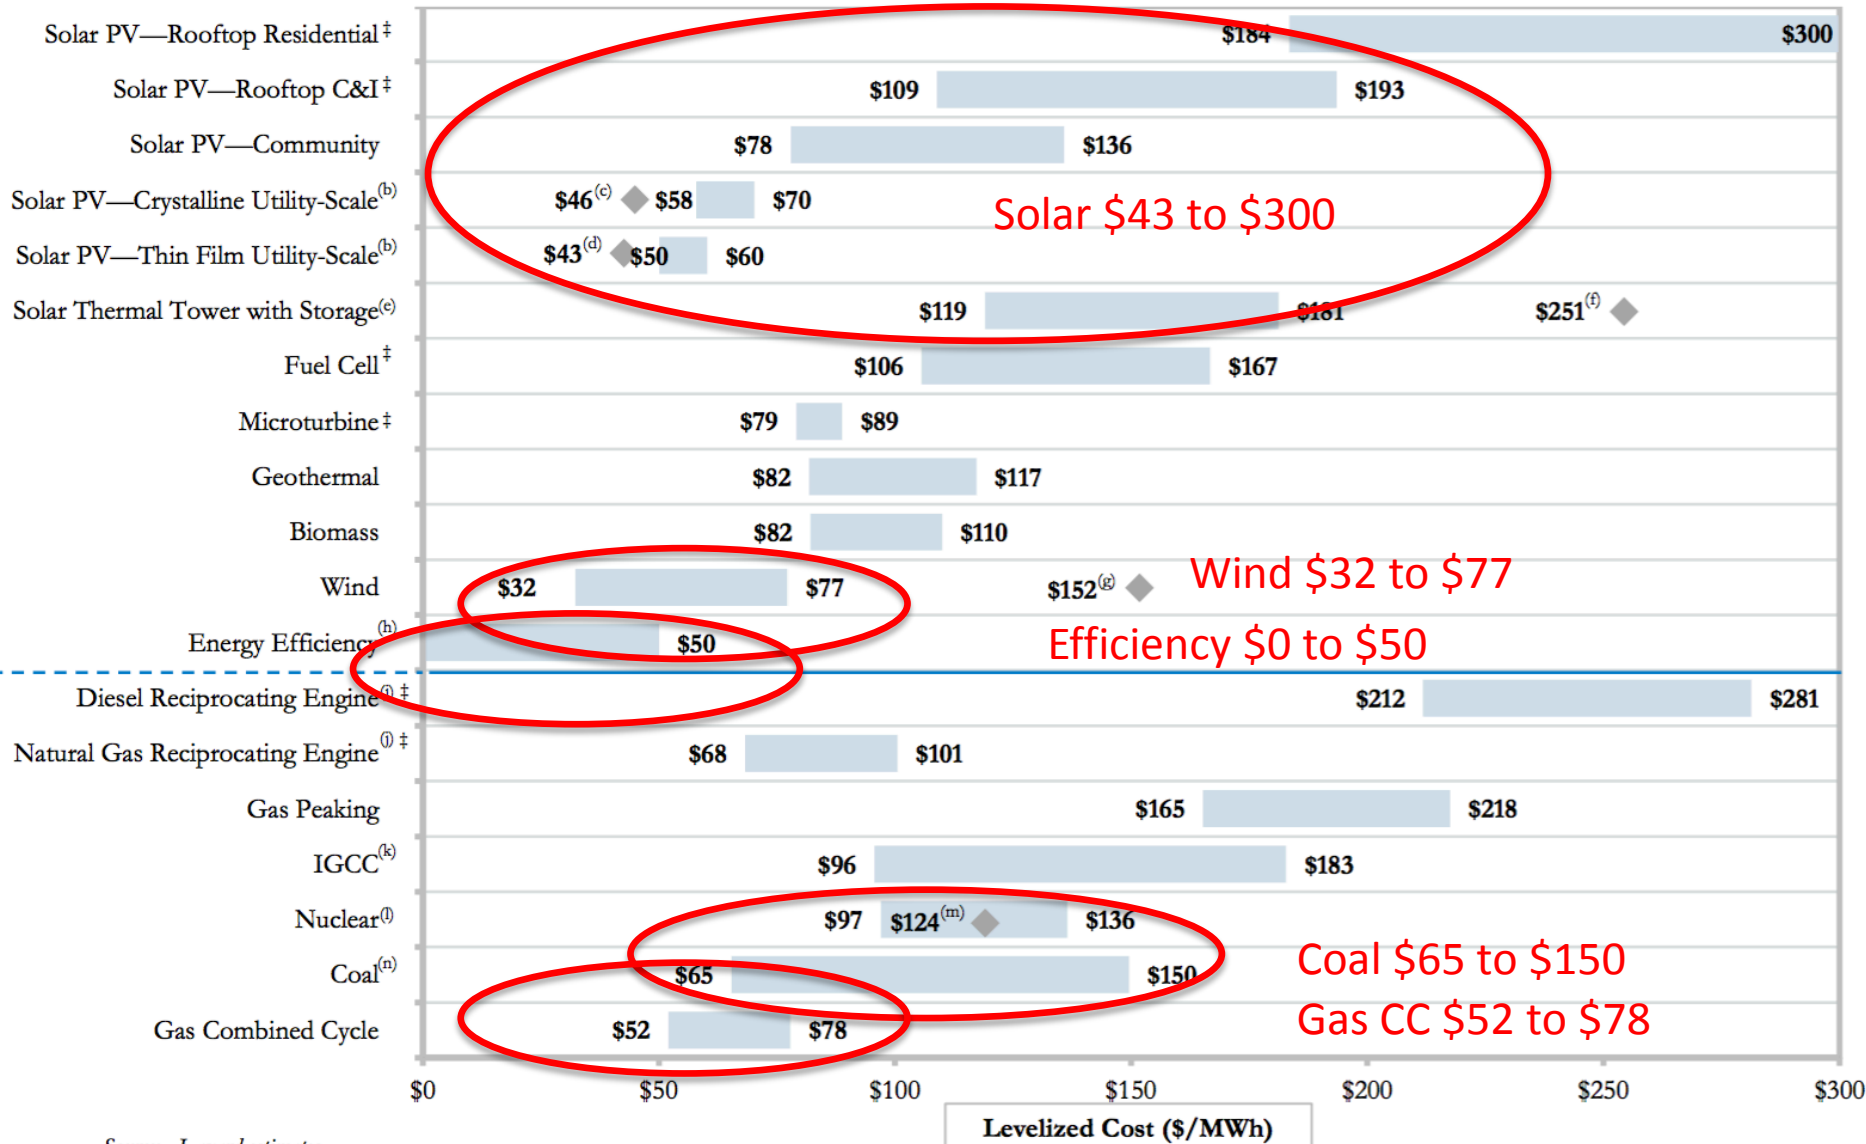 Solar PV—Rooftop Residential ‡ $184 $300
Solar PV—Rooftop C&I ‡ $109 $193
Solar PV—Community $78 $136
Solar PV—Crystalline Utility-Scale(b) $46(c) $58 $70
Solar $43 to $300
Solar PV—Thin Film Utility-Scale(b) $43(d) $50 $60
Solar Thermal Tower with Storage(e) $119 $181 $251(f)
Fuel Cell ‡ $106 $167
Microturbine ‡ $79 $89
Geothermal $82 $117
Biomass $82 $110
Wind $32 $77 $152(g) Wind $32 to $77
Energy Efficiency(h) $50 Efficiency $0 to $50
Diesel Reciprocating Engine(i) ‡ $212 $281
Natural Gas Reciprocating Engine(j) ‡ $68 $101
Gas Peaking $165 $218
IGCC(k) $96 $183
Nuclear(l) $97 $124(m) $136
Coal(n) $65 $150 Coal $65 to $150
Gas Combined Cycle $52 $78 Gas CC $52 to $78
$0 $50 $100 $150 $200 $250 $300
Levelized Cost ($/MWh)